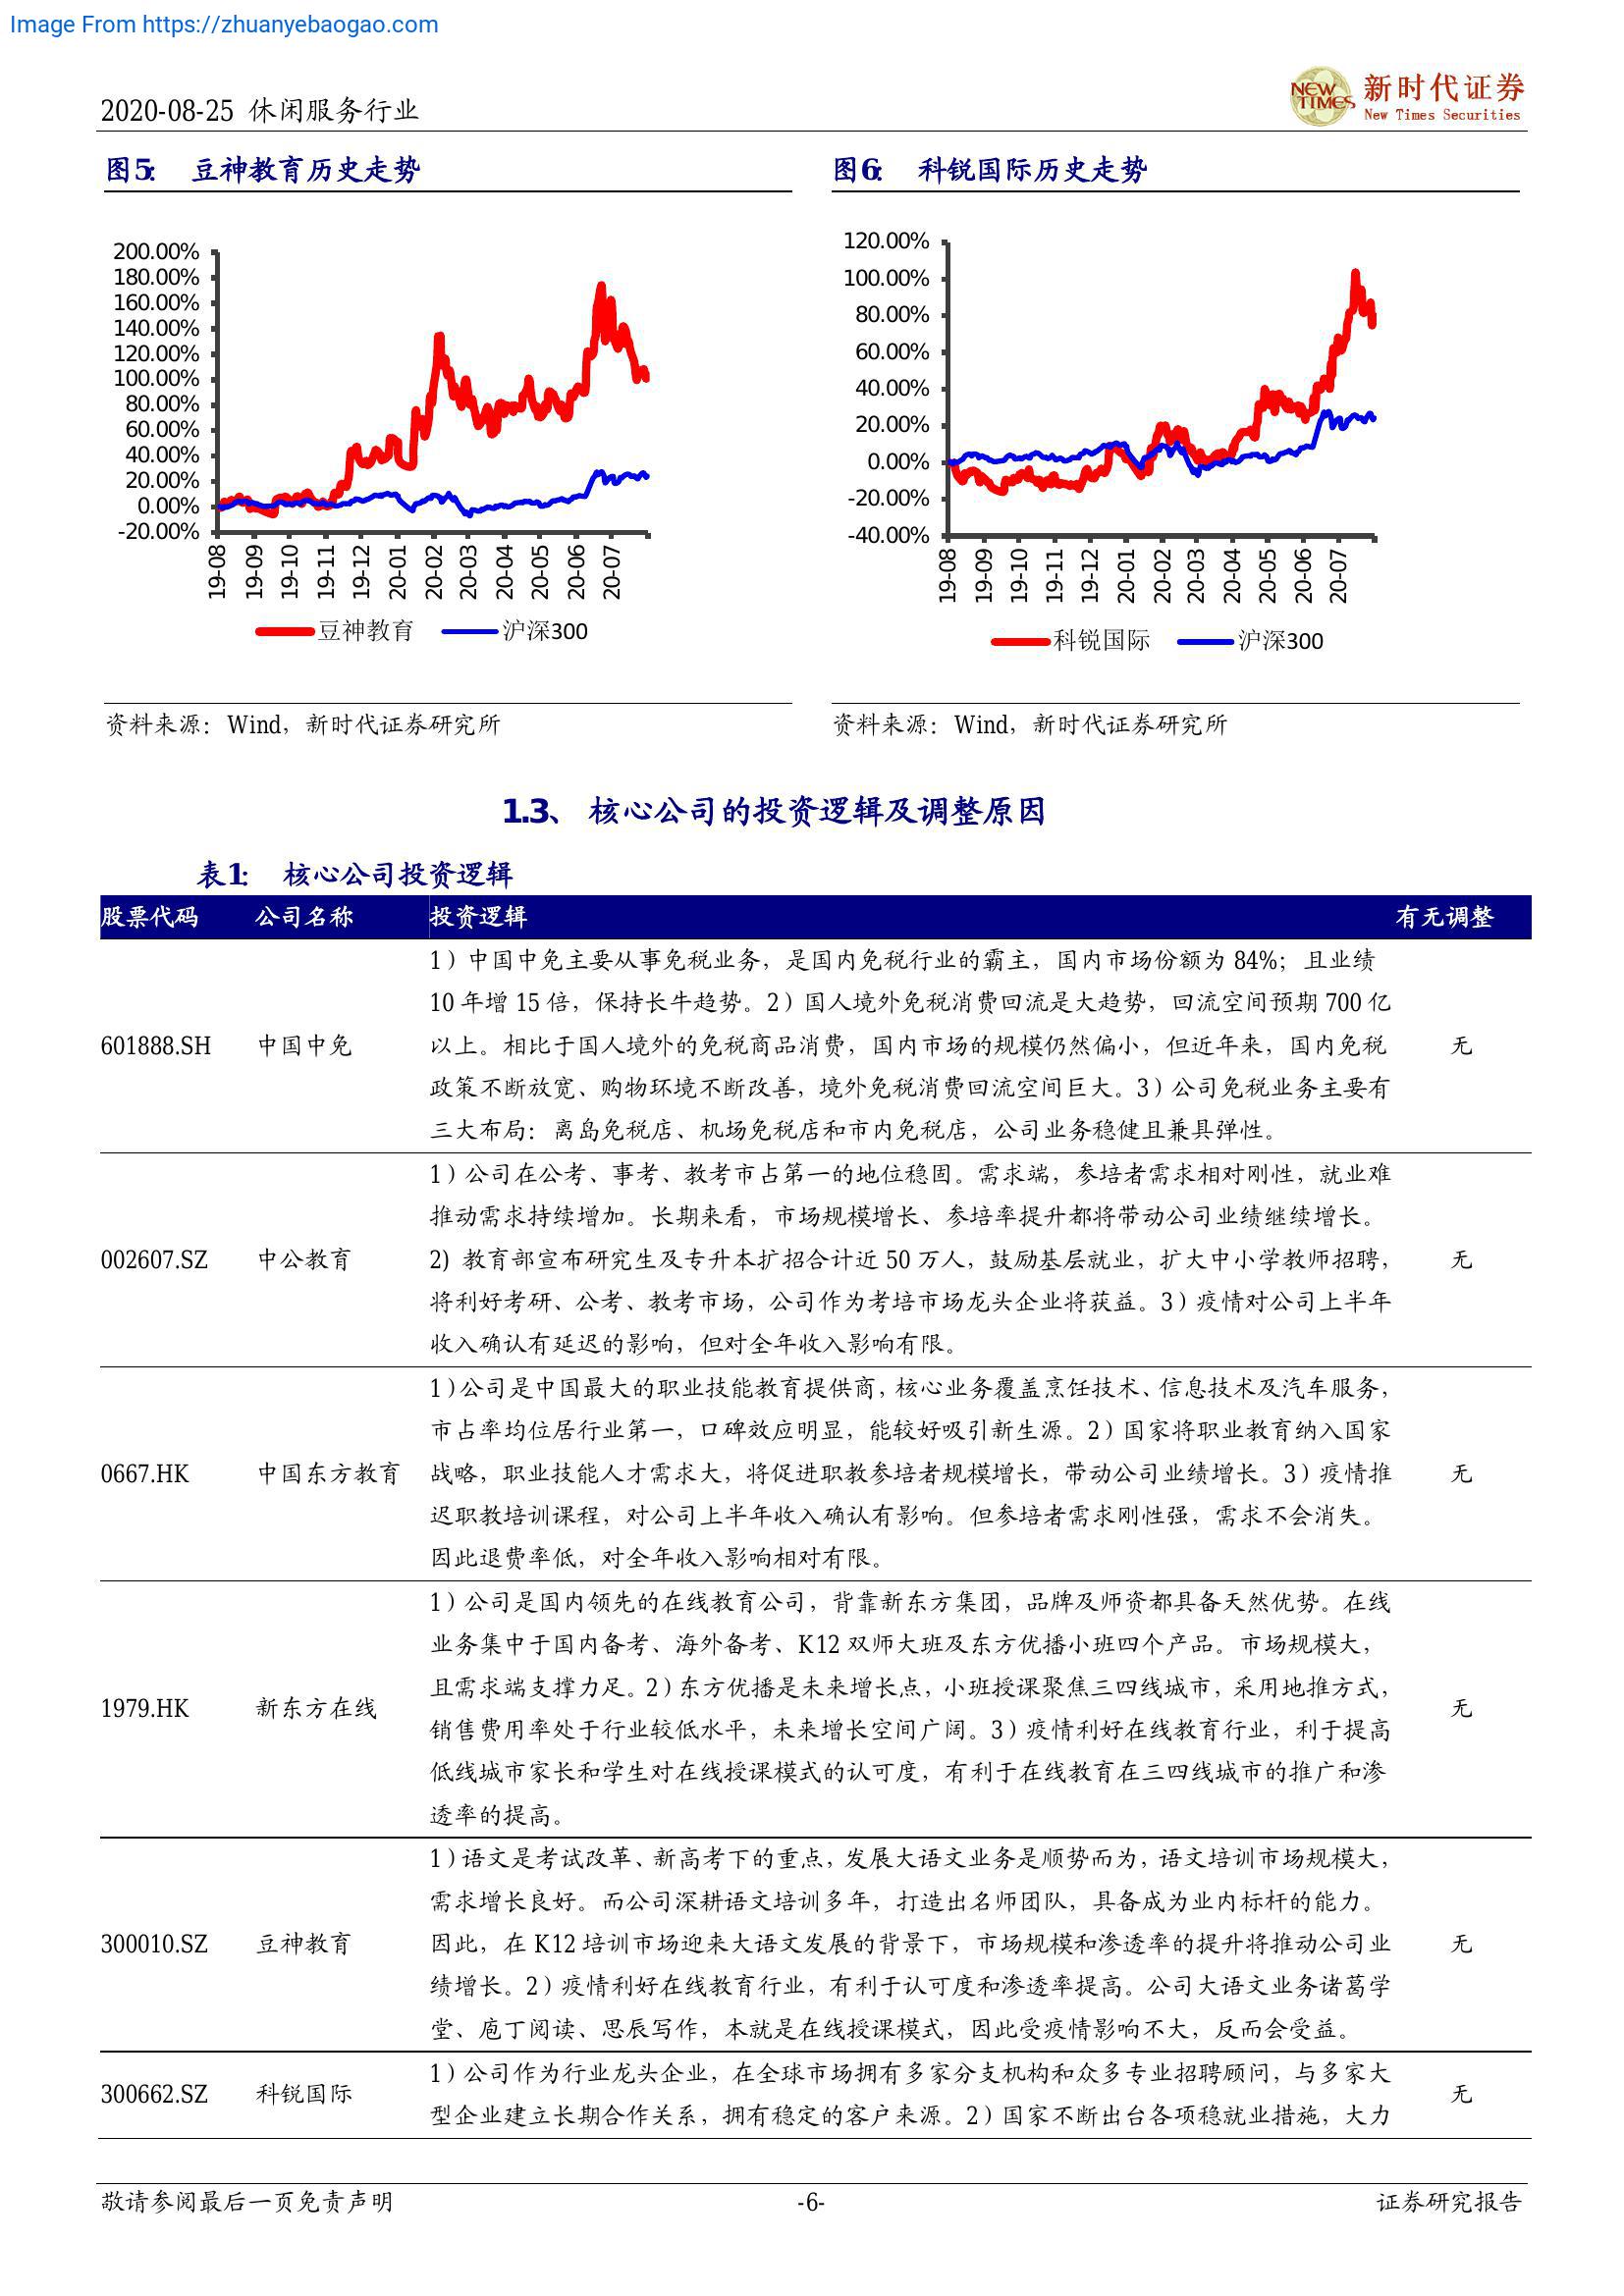 Image From https://zhuanyebaogao.com
2020-08-25 休闲服务行业
NEW TIMES
新时代证券
New Times Securities
图5： 豆神教育历史走势
200.00%
180.00%
160.00%
140.00%
120.00%
100.00%
80.00%
60.00%
40.00%
20.00%
0.00%
-20.00%
19-08
19-09
19-10
19-11
19-12
20-01
20-02
20-03
20-04
20-05
20-06
20-07
豆神教育 沪深300
资料来源：Wind，新时代证券研究所
图6： 科锐国际历史走势
120.00%
100.00%
80.00%
60.00%
40.00%
20.00%
0.00%
-20.00%
-40.00%
19-08
19-09
19-10
19-11
19-12
20-01
20-02
20-03
20-04
20-05
20-06
20-07
科锐国际 沪深300
资料来源：Wind，新时代证券研究所
1.3、 核心公司的投资逻辑及调整原因
表1： 核心公司投资逻辑
股票代码 公司名称 投资逻辑 有无调整
601888.SH 中国中免
1）中国中免主要从事免税业务，是国内免税行业的霸主，国内市场份额为 84%；且业绩
10 年增 15 倍，保持长牛趋势。2）国人境外免税消费回流是大趋势，回流空间预期 700 亿
以上。相比于国人境外的免税商品消费，国内市场的规模仍然偏小，但近年来，国内免税
政策不断放宽、购物环境不断改善，境外免税消费回流空间巨大。3）公司免税业务主要有
三大布局：离岛免税店、机场免税店和市内免税店，公司业务稳健且兼具弹性。
无
002607.SZ 中公教育
1）公司在公考、事考、教考市占第一的地位稳固。需求端，参培者需求相对刚性，就业难
推动需求持续增加。长期来看，市场规模增长、参培率提升都将带动公司业绩继续增长。
2) 教育部宣布研究生及专升本扩招合计近 50 万人，鼓励基层就业，扩大中小学教师招聘，
将利好考研、公考、教考市场，公司作为考培市场龙头企业将获益。3）疫情对公司上半年
收入确认有延迟的影响，但对全年收入影响有限。
无
0667.HK 中国东方教育
1）公司是中国最大的职业技能教育提供商，核心业务覆盖烹饪技术、信息技术及汽车服务，
市占率均位居行业第一，口碑效应明显，能较好吸引新生源。2）国家将职业教育纳入国家
战略，职业技能人才需求大，将促进职教参培者规模增长，带动公司业绩增长。3）疫情推
迟职教培训课程，对公司上半年收入确认有影响。但参培者需求刚性强，需求不会消失。
因此退费率低，对全年收入影响相对有限。
无
1979.HK 新东方在线
1）公司是国内领先的在线教育公司，背靠新东方集团，品牌及师资都具备天然优势。在线
业务集中于国内备考、海外备考、K12 双师大班及东方优播小班四个产品。市场规模大，
且需求端支撑力足。2）东方优播是未来增长点，小班授课聚焦三四线城市，采用地推方式，
销售费用率处于行业较低水平，未来增长空间广阔。3）疫情利好在线教育行业，利于提高
低线城市家长和学生对在线授课模式的认可度，有利于在线教育在三四线城市的推广和渗
透率的提高。
无
300010.SZ 豆神教育
1）语文是考试改革、新高考下的重点，发展大语文业务是顺势而为，语文培训市场规模大，
需求增长良好。而公司深耕语文培训多年，打造出名师团队，具备成为业内标杆的能力。
因此，在 K12 培训市场迎来大语文发展的背景下，市场规模和渗透率的提升将推动公司业
绩增长。2）疫情利好在线教育行业，有利于认可度和渗透率提高。公司大语文业务诸葛学
堂、庖丁阅读、思辰写作，本就是在线授课模式，因此受疫情影响不大，反而会受益。
无
300662.SZ 科锐国际
1）公司作为行业龙头企业，在全球市场拥有多家分支机构和众多专业招聘顾问，与多家大
型企业建立长期合作关系，拥有稳定的客户来源。2）国家不断出台各项稳就业措施，大力
无
敬请参阅最后一页免责声明 -6- 证券研究报告